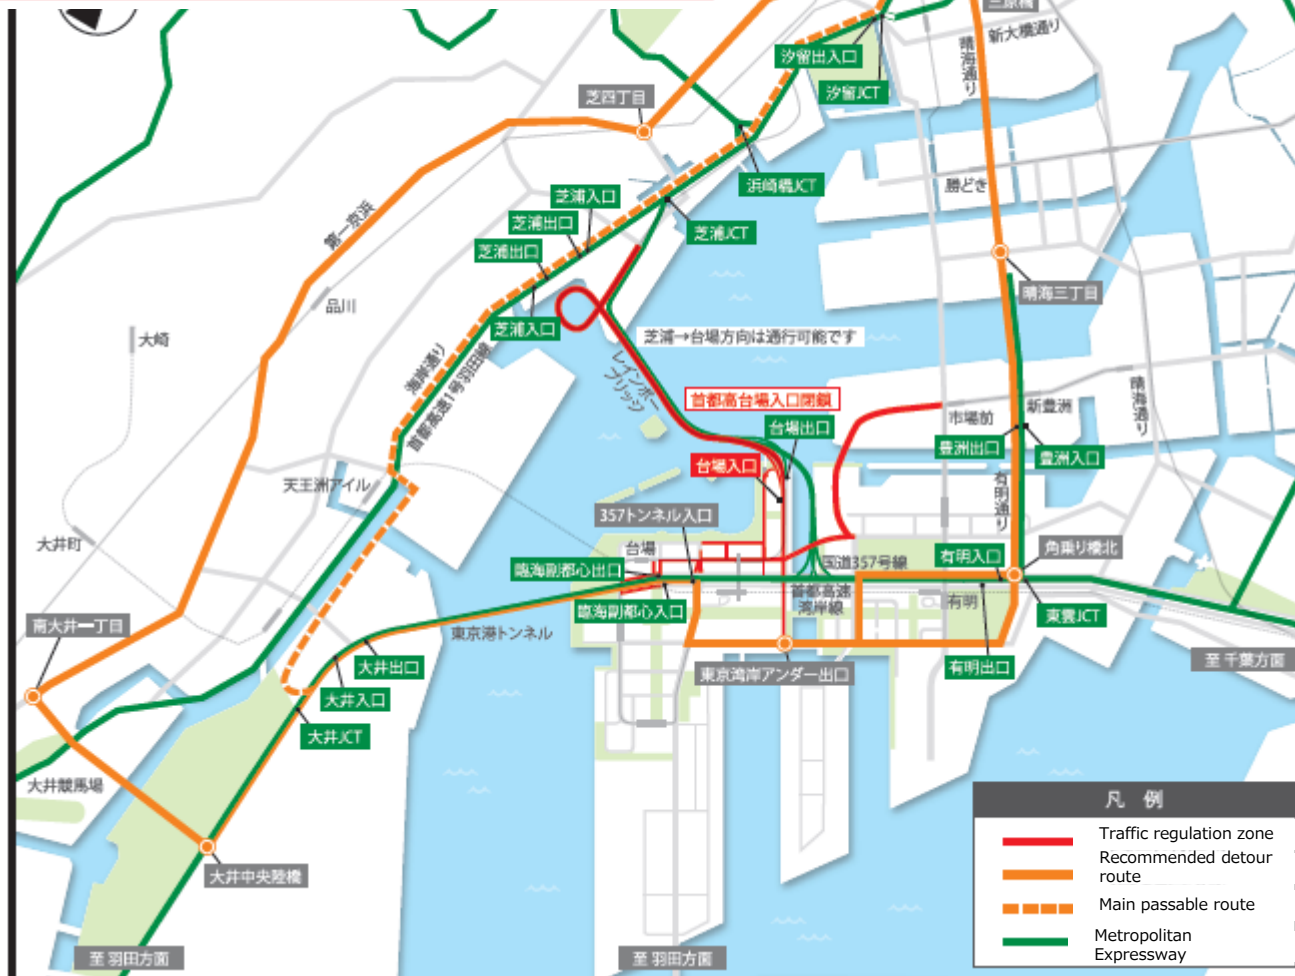 三原橋
新大橋通り
晴海通り
汐留出入口
汐留JCT
芝四丁目
浜崎橋JCT
勝どき
芝浦入口
芝浦出口
芝浦JCT
芝浦出口
第一京浜
品川
晴海三丁目
芝浦入口
芝浦→台場方向は通行可能です
大崎
海岸通り
首都高速1号羽田線
レインボー
ブリッジ
首都高台場入口閉鎖
晴海通り
市場前
新豊洲
台場出口
豊洲出口
豊洲入口
台場入口
天王洲アイル
有明通り
357トンネル入口
大井町
台場
国道357号線
有明入口
角乗り橋北
臨海副都心出口
首都高速
湾岸線
有明
臨海副都心入口
東雲JCT
南大井一丁目
東京港トンネル
大井出口
至 千葉方面
東京湾岸アンダー出口
有明出口
大井入口
大井JCT
大井競馬場
大井中央陸橋
至 羽田方面
至 羽田方面
凡 例
Traffic regulation zone
Recommended detour
route
Main passable route
Metropolitan
Expressway